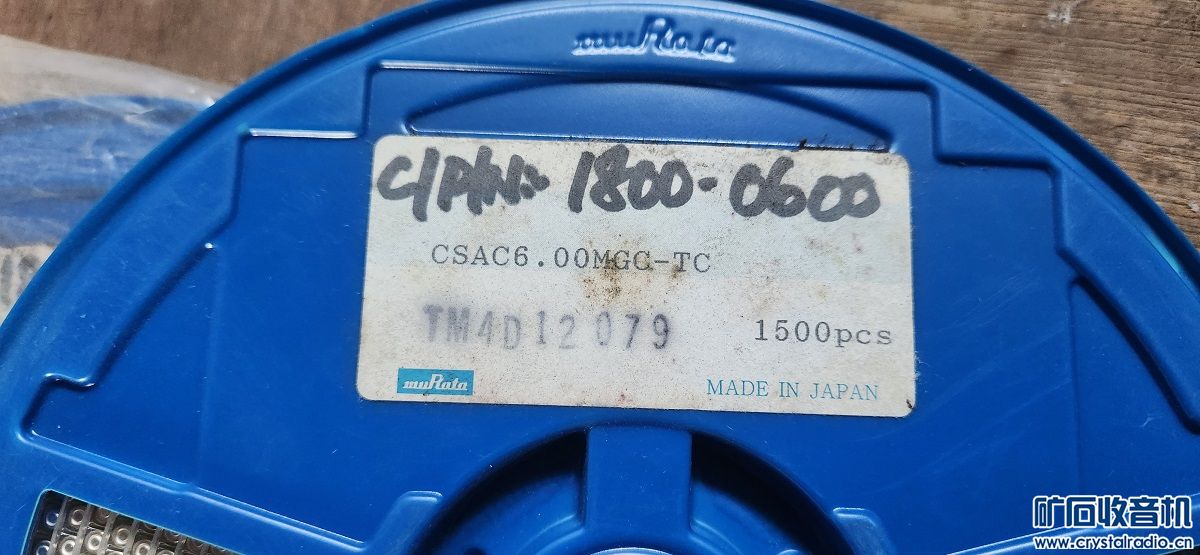 muRata
C/P/N: 1800-0600
CSAC6.00MGC-TC
TM4D12079
1500pcs
muRata
MADE IN JAPAN
矿石收音机
www.crystalradio.cn